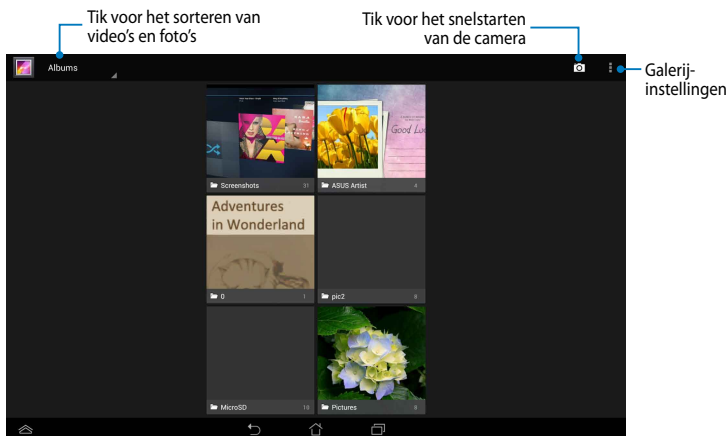 Tik voor het sorteren van
video's en foto's
Tik voor het snelstarten
van de camera
Galerij-
instellingen
Albums
Good Luc
Screenshots 31
ASUS Artist 4
Adventures
in Wonderland
0 1
pic2 8
MicroSD 19
Pictures 8